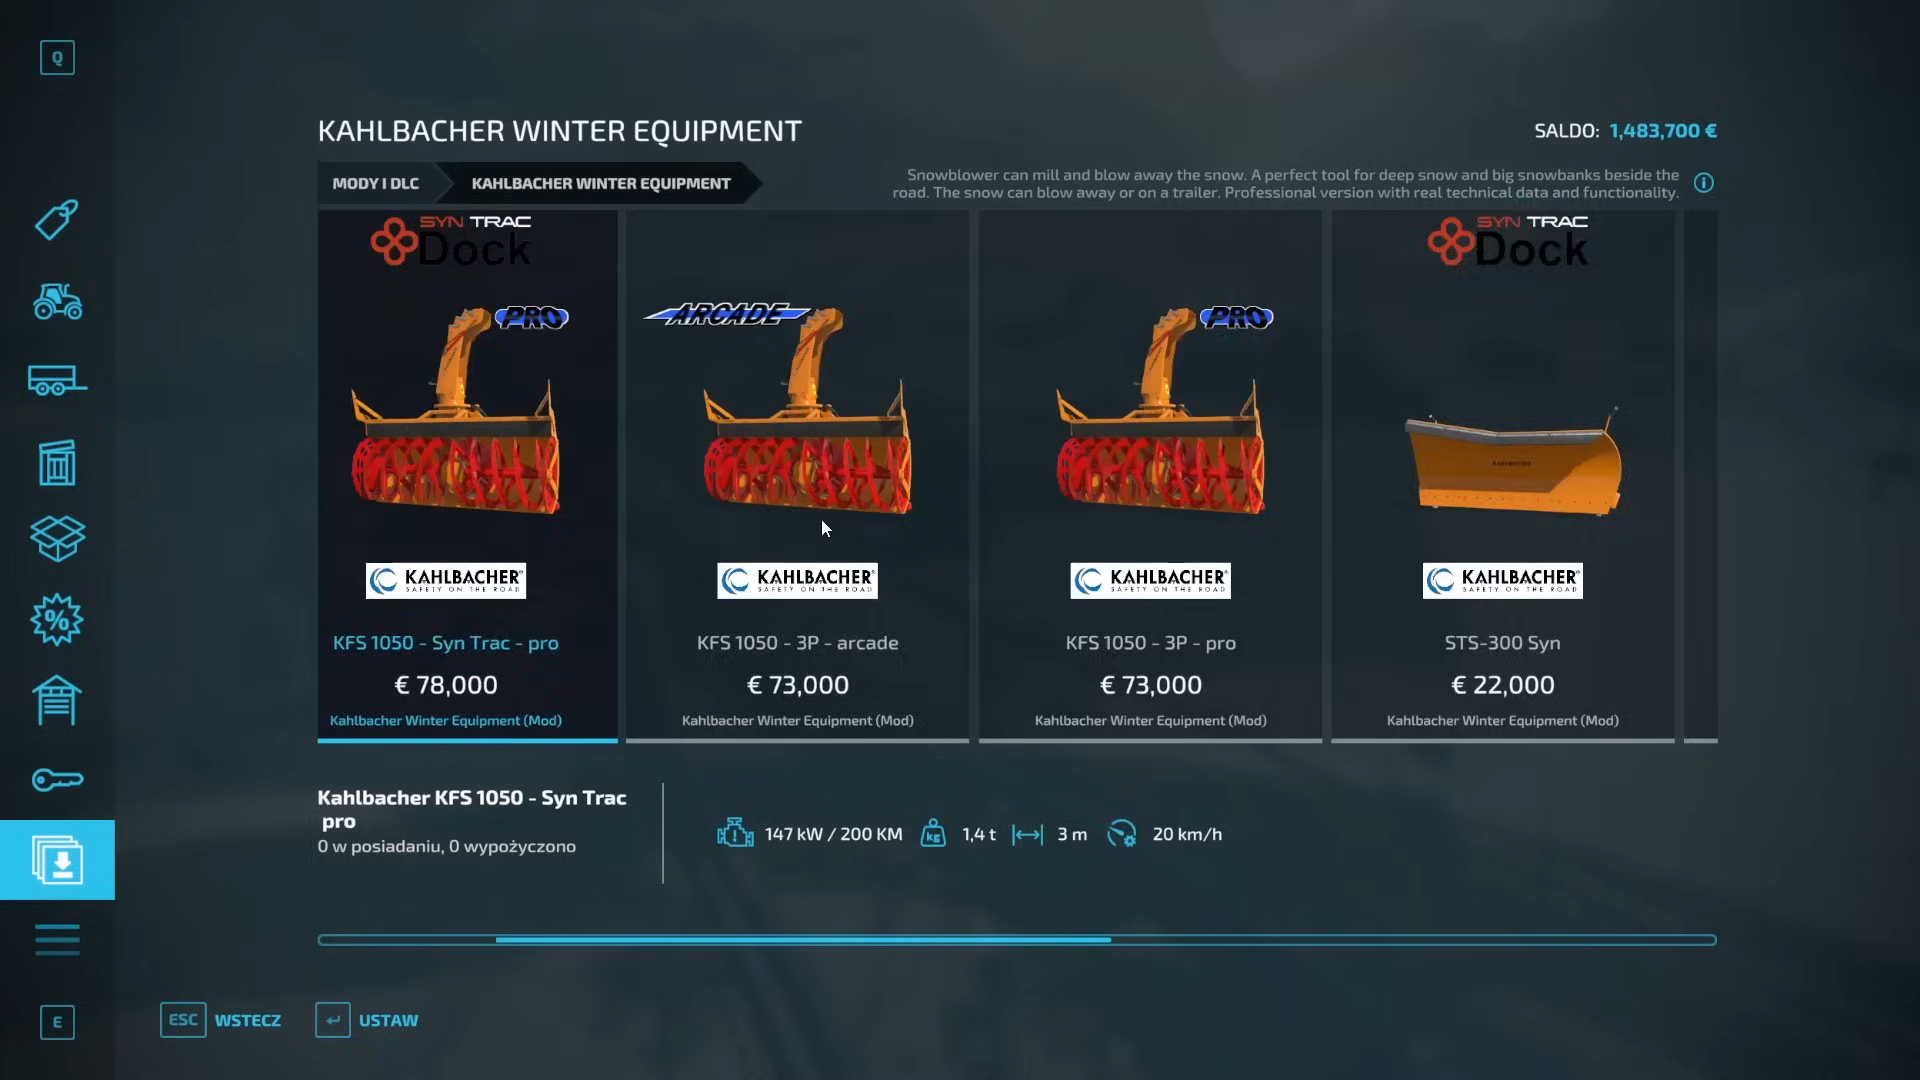 Q
KAHLBACHER WINTER EQUIPMENT
SALDO: 1,483,700 €
MODY I DLC
KAHLBACHER WINTER EQUIPMENT
Snowblower can mill and blow away the snow. A perfect tool for deep snow and big snowbanks beside the
road. The snow can blow away or on a trailer. Professional version with real technical data and functionality.
SYN TRAC
Dock
PRO
KAHLBACHER
SAFETY ON THE ROAD
KFS 1050 - Syn Trac - pro
€ 78,000
Kahlbacher Winter Equipment (Mod)
ARCADE
KAHLBACHER
SAFETY ON THE ROAD
KFS 1050 - 3P - arcade
€ 73,000
Kahlbacher Winter Equipment (Mod)
PRO
KAHLBACHER
SAFETY ON THE ROAD
KFS 1050 - 3P - pro
€ 73,000
Kahlbacher Winter Equipment (Mod)
SYN TRAC
Dock
KAHLBACHER
SAFETY ON THE ROAD
STS-300 Syn
€ 22,000
Kahlbacher Winter Equipment (Mod)
Kahlbacher KFS 1050 - Syn Trac
pro
0 w posiadaniu, 0 wypożyczono
147 kW / 200 KM
kg
1,4 t
3 m
20 km/h
%
E
ESC WSTECZ
USTAW